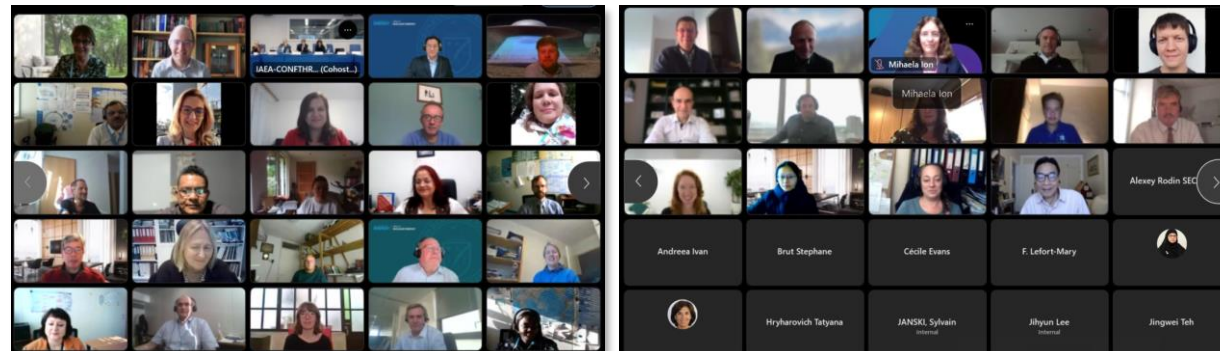 IAEA-CONFTHR... (Cohost...)
Mihaela Ion
Mihaela Ion
Alexey Rodin SEC
Andreea Ivan
Brut Stephane
Cécile Evans
F. Lefort-Mary
Hryharovich Tatyana
JANSKI, Sylvain
Internal
Jihyun Lee
Internal
Jingwei Teh